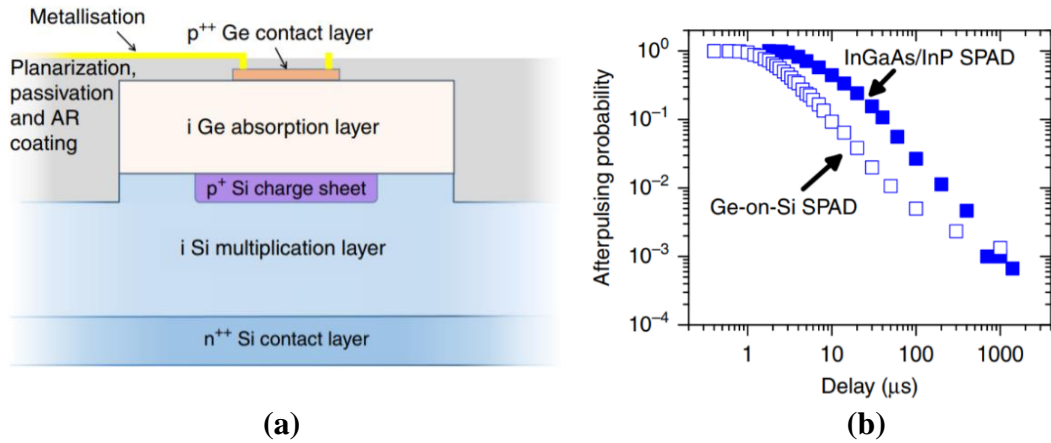 Metallisation
p++ Ge contact layer
Planarization,
passivation
and AR
coating
i Ge absorption layer
p+ Si charge sheet
i Si multiplication layer
n++ Si contact layer
(a)
Afterpulsing probability
10⁰
10⁻¹
10⁻²
10⁻³
10⁻⁴
InGaAs/InP SPAD
Ge-on-Si SPAD
1 10 100 1000
Delay (μs)
(b)